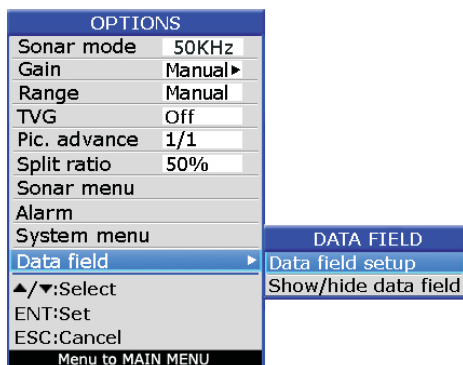 OPTIONS
Sonar mode 50KHz
Gain Manual►
Range Manual
TVG Off
Pic. advance 1/1
Split ratio 50%
Sonar menu
Alarm
System menu
Data field ►
▲/▼:Select
ENT:Set
ESC:Cancel
Menu to MAIN MENU
DATA FIELD
Data field setup
Show/hide data field